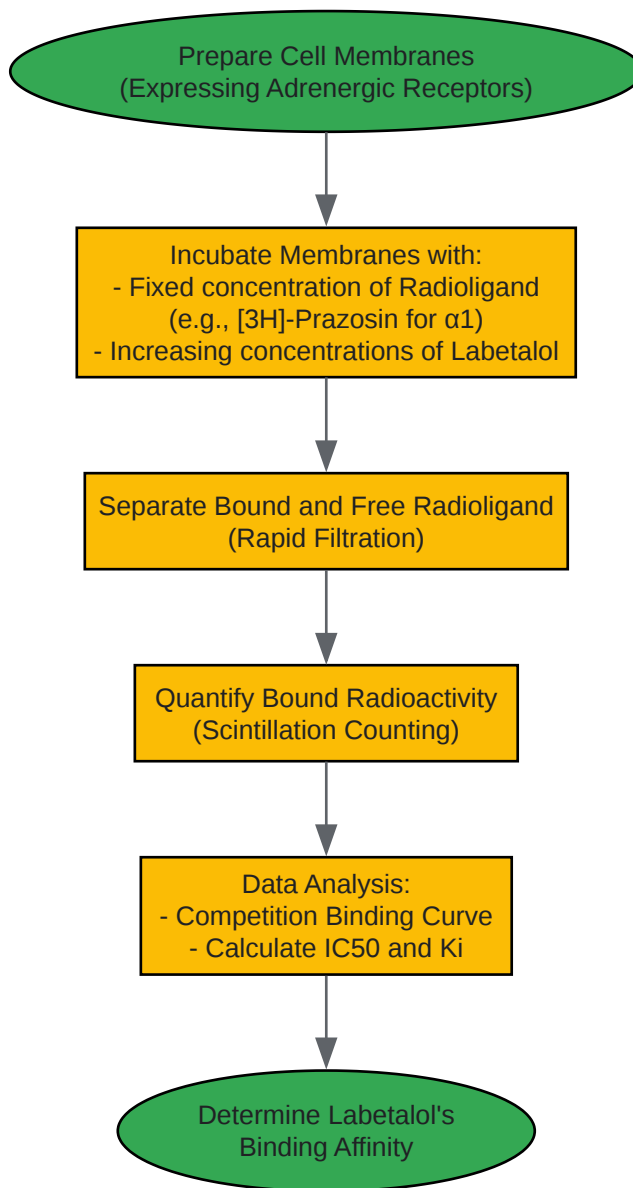 Prepare Cell Membranes
(Expressing Adrenergic Receptors)
Incubate Membranes with:
- Fixed concentration of Radioligand
(e.g., [3H]-Prazosin for α1)
- Increasing concentrations of Labetalol
Separate Bound and Free Radioligand
(Rapid Filtration)
Quantify Bound Radioactivity
(Scintillation Counting)
Data Analysis:
- Competition Binding Curve
- Calculate IC50 and Ki
Determine Labetalol's
Binding Affinity